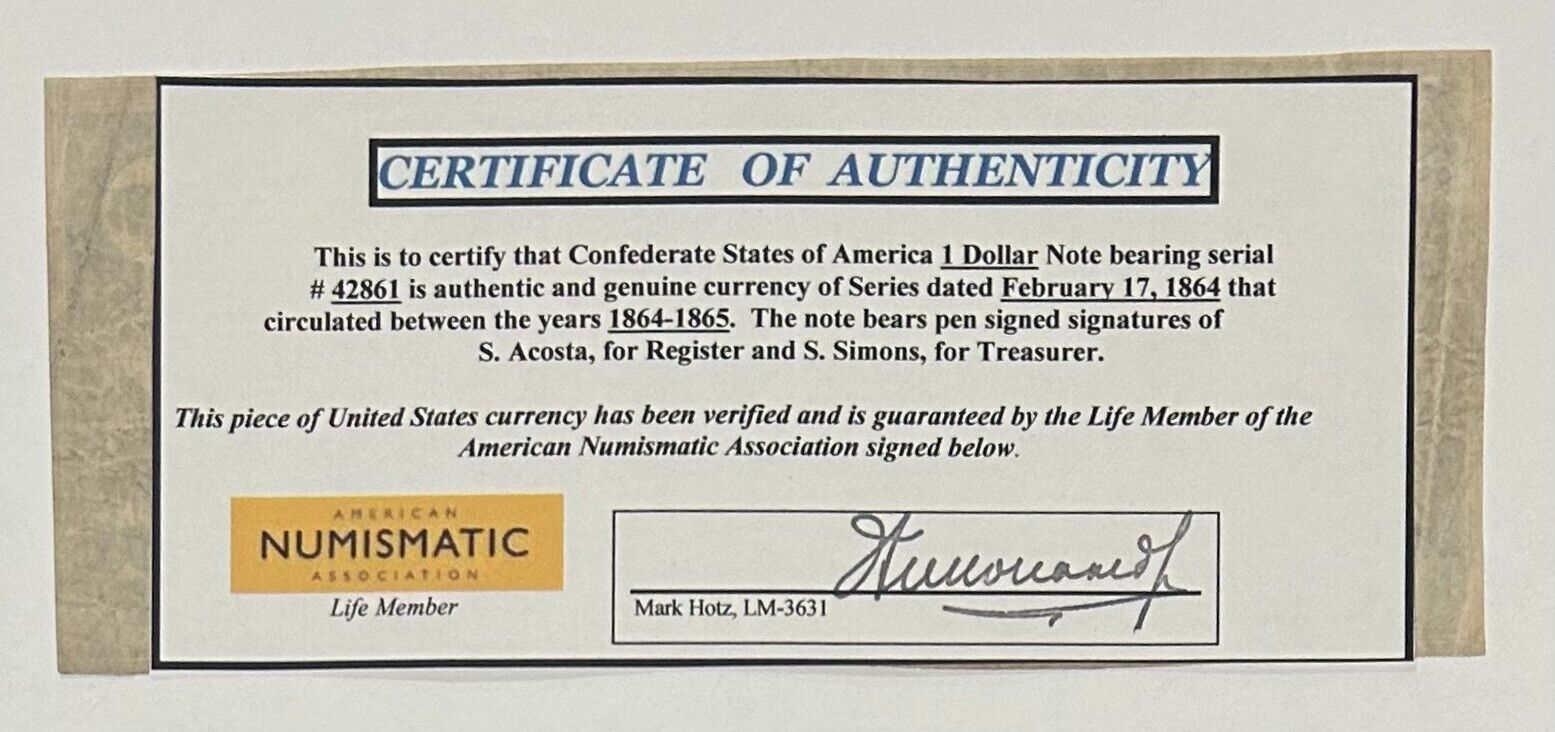 CERTIFICATE OF AUTHENTICITY
This is to certify that Confederate States of America 1 Dollar Note bearing serial
# 42861 is authentic and genuine currency of Series dated February 17, 1864 that
circulated between the years 1864-1865. The note bears pen signed signatures of
S. Acosta, for Register and S. Simons, for Treasurer.
This piece of United States currency has been verified and is guaranteed by the Life Member of the
American Numismatic Association signed below.
AMERICAN
NUMISMATIC
ASSOCIATION
Life Member
Mark Hotz, LM-3631